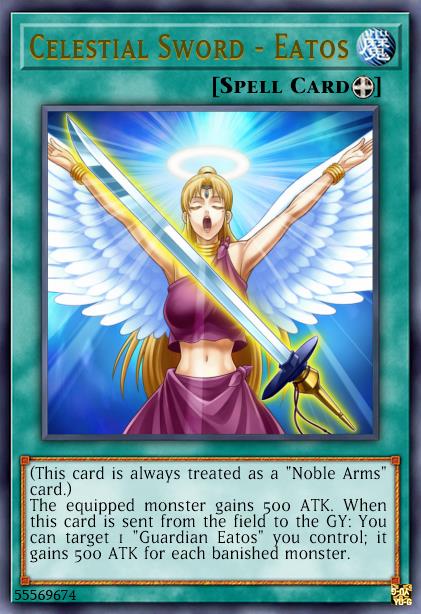 Celestial Sword - Eatos
魔
[Spell Card]
(This card is always treated as a "Noble Arms"
card.)
The equipped monster gains 500 ATK. When
this card is sent from the field to the GY: You
can target 1 "Guardian Eatos" you control; it
gains 500 ATK for each banished monster.
55569674